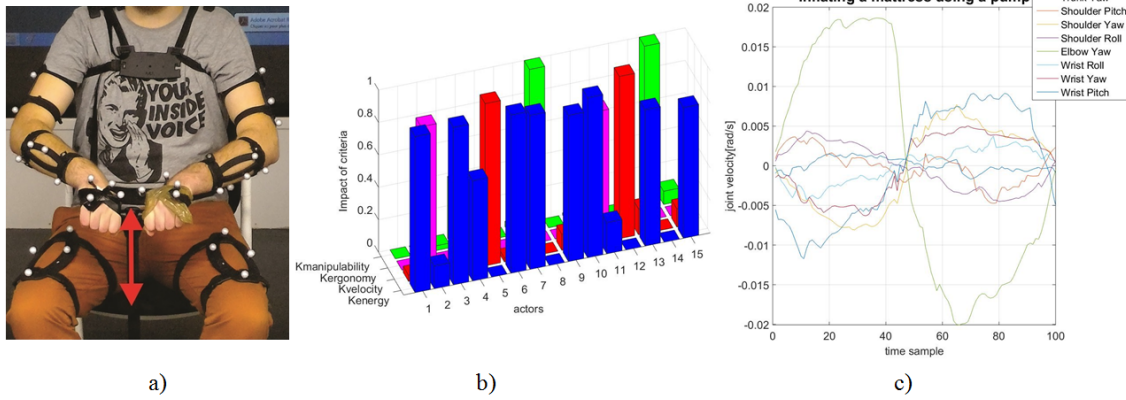 Adobe Acrobat
YOUR
INSIDE
VOICE
1
0.8
0.6
0.4
0.2
0
Impact of criteria
Kmanipulability
Kergonomy
Kvelocity
Kenergy
1 2 3 4 5 6 7 8 9 10 11 12 13 14 15
actors
Inflating a mattress using a pump
0.02
0.015
0.01
0.005
0
-0.005
-0.01
-0.015
-0.02
joint velocity[rad/s]
0 20 40 60 80 100
time sample
Shoulder Pitch
Shoulder Yaw
Shoulder Roll
Elbow Yaw
Wrist Roll
Wrist Yaw
Wrist Pitch
a) b) c)